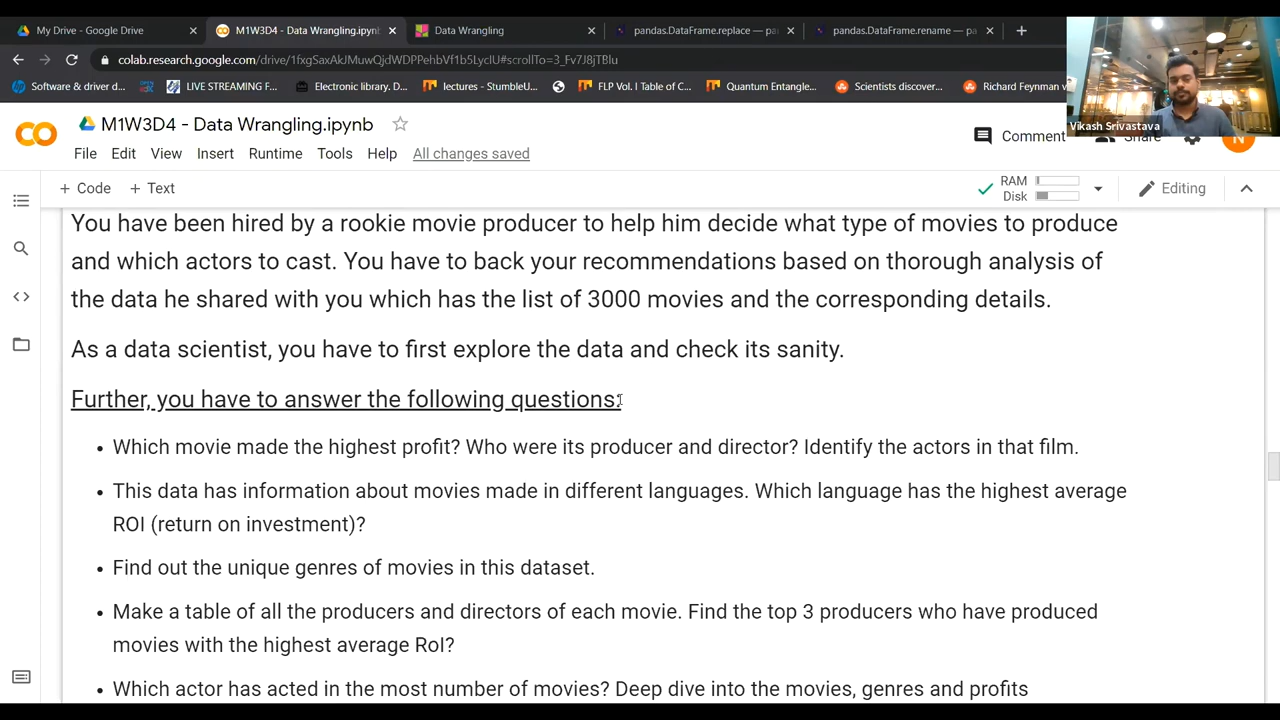 My Drive - Google Drive
M1W3D4 - Data Wrangling.ipynb
Data Wrangling
pandas.DataFrame.replace — pa
pandas.DataFrame.rename — p
colab.research.google.com/drive/1fxgSaxAkJMuwQjdWDPPehbVf1b5LycIU#scrollTo=3_Fv7J8jTBlu
Software & driver d...
LIVE STREAMING F...
Electronic library. D...
lectures - StumbleU...
FLP Vol. I Table of C...
Quantum Entangle...
Scientists discover...
Richard Feynman v
Vikash Srivastava
M1W3D4 - Data Wrangling.ipynb
Comment
Share
N
File Edit View Insert Runtime Tools Help All changes saved
+ Code + Text
RAM
Disk
Editing
You have been hired by a rookie movie producer to help him decide what type of movies to produce
and which actors to cast. You have to back your recommendations based on thorough analysis of
the data he shared with you which has the list of 3000 movies and the corresponding details.
As a data scientist, you have to first explore the data and check its sanity.
Further, you have to answer the following questions:
• Which movie made the highest profit? Who were its producer and director? Identify the actors in that film.
• This data has information about movies made in different languages. Which language has the highest average
ROI (return on investment)?
• Find out the unique genres of movies in this dataset.
• Make a table of all the producers and directors of each movie. Find the top 3 producers who have produced
movies with the highest average RoI?
• Which actor has acted in the most number of movies? Deep dive into the movies, genres and profits